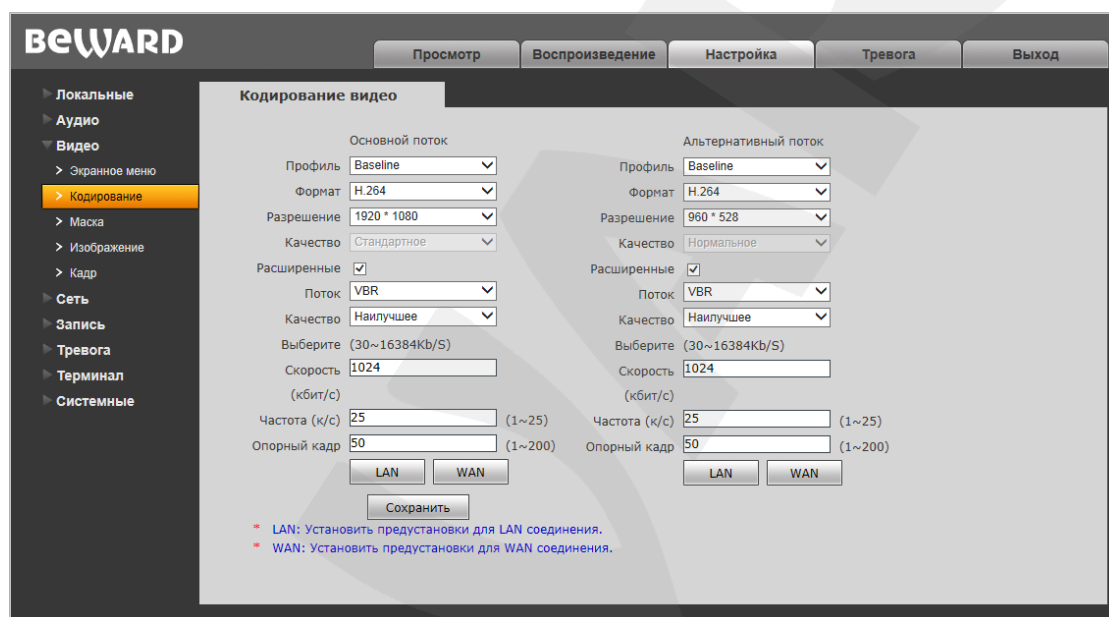 BEWARD
Просмотр Воспроизведение Настройка Тревога Выход
Локальные
Аудио
Видео
Экранное меню
Кодирование
Маска
Изображение
Кадр
Сеть
Запись
Тревога
Терминал
Системные
Кодирование видео
Основной поток Альтернативный поток
Профиль Baseline Профиль Baseline
Формат H.264 Формат H.264
Разрешение 1920 * 1080 Разрешение 960 * 528
Качество Стандартное Качество Нормальное
Расширенные Расширенные
Поток VBR Поток VBR
Качество Наилучшее Качество Наилучшее
Выберите (30~16384Kb/S) Выберите (30~16384Kb/S)
Скорость 1024 Скорость 1024
(кбит/с) (кбит/с)
Частота (к/с) 25 (1~25) Частота (к/с) 25 (1~25)
Опорный кадр 50 (1~200) Опорный кадр 50 (1~200)
LAN WAN LAN WAN
Сохранить
* LAN: Установить предустановки для LAN соединения.
* WAN: Установить предустановки для WAN соединения.